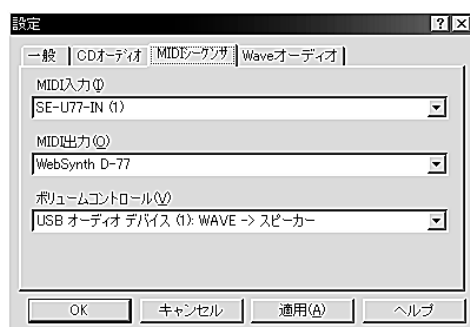 設定
一般 CDオーディオ MIDIシーケンサ Waveオーディオ
MIDI入力(I)
SE-U77-IN (1)
MIDI出力(O)
WebSynth D-77
ボリュームコントロール(V)
USB オーディオ デバイス (1): WAVE -> スピーカー
OK キャンセル 適用(A) ヘルプ